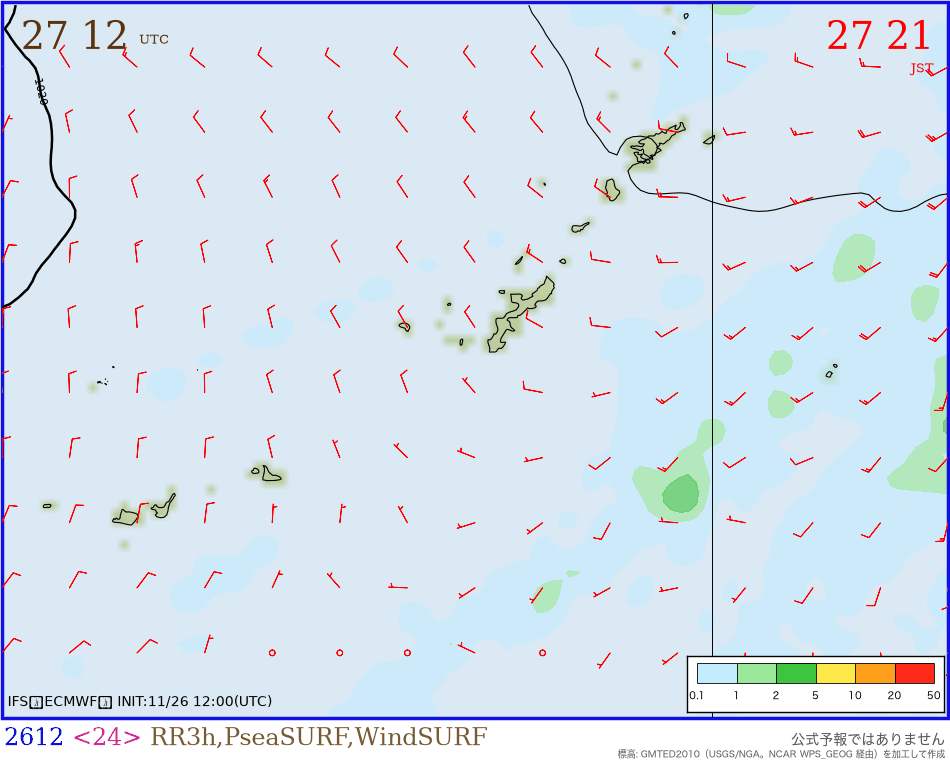 27 12 UTC
27 21
JST
1020
IFS ECMWF INIT:11/26 12:00(UTC)
0.1 1 2 5 10 20 50
2612 <24> RR3h,PseaSURF,WindSURF
公式予報ではありません
標高: GMTED2010（USGS/NGA。NCAR WPS_GEOG 経由）を加工して作成